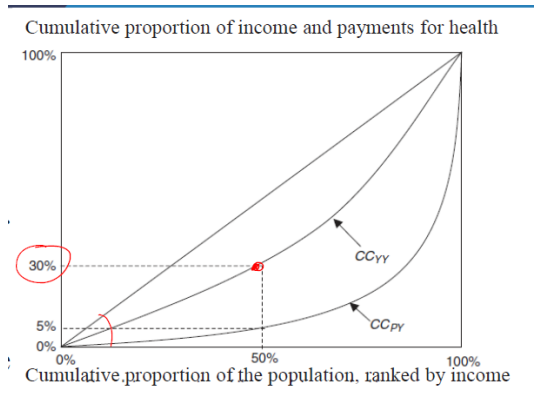 Cumulative proportion of income and payments for health
100%
CCYY
30%
CCPY
5%
0%
0% 50% 100%
Cumulative proportion of the population, ranked by income